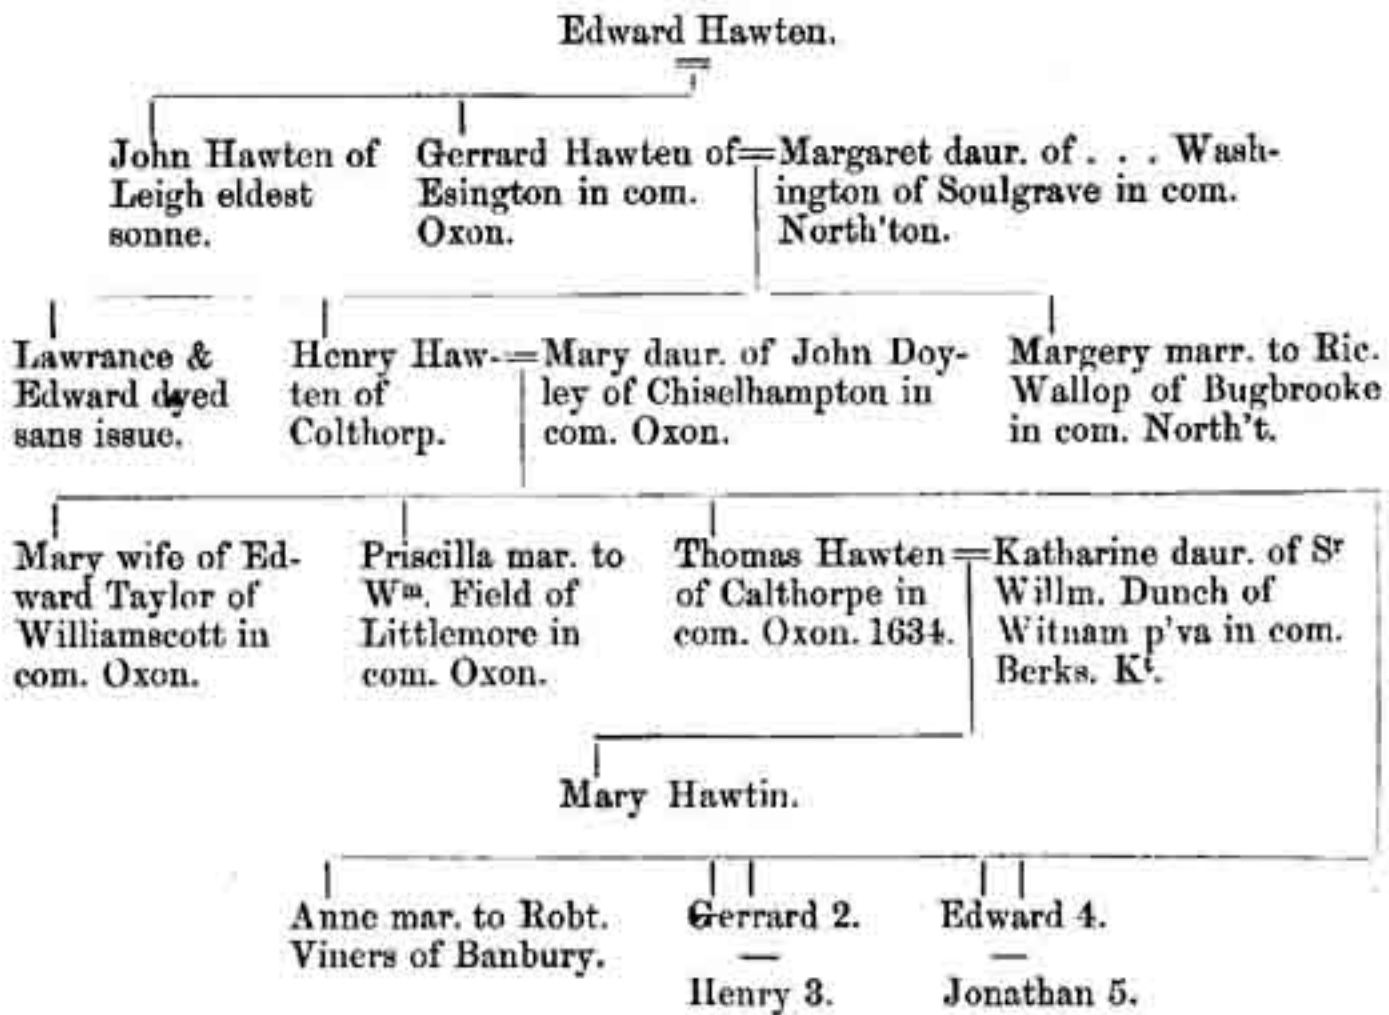 Edward Hawten.
John Hawten of
Leigh eldest
sonne.
Gerrard Hawten of
Esington in com.
Oxon.
Margaret daur. of . . . Wash-
ington of Soulgrave in com.
North'ton.
Lawrance &
Edward dyed
sans issue.
Henry Haw-
ten of
Colthorp.
Mary daur. of John Doy-
ley of Chiselhampton in
com. Oxon.
Margery marr. to Ric.
Wallop of Bugbrooke
in com. North't.
Mary wife of Ed-
ward Taylor of
Williamscott in
com. Oxon.
Priscilla mar. to
Wᵐ. Field of
Littlemore in
com. Oxon.
Thomas Hawten
of Calthorpe in
com. Oxon. 1634.
Katharine daur. of Sʳ
Willm. Dunch of
Witnam p'va in com.
Berks. Kᵗ.
Mary Hawtin.
Anne mar. to Robt.
Viners of Banbury.
Gerrard 2.
—
Henry 3.
Edward 4.
—
Jonathan 5.